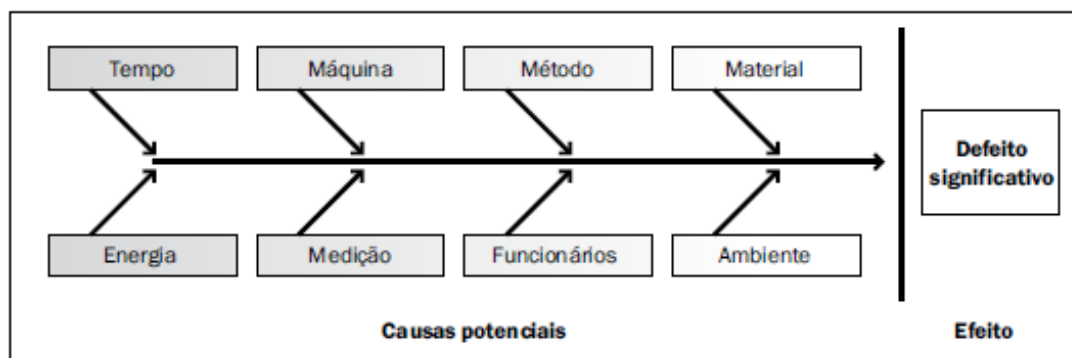 Tempo
Máquina
Método
Material
Defeito
significativo
Energia
Medição
Funcionários
Ambiente
Causas potenciais
Efeito